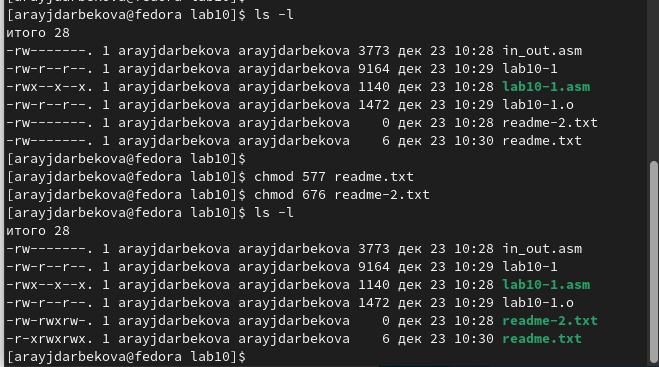 [arayjdarbekova@fedora lab10]$ ls -l
итого 28
-rw-------. 1 arayjdarbekova arayjdarbekova 3773 дек 23 10:28 in_out.asm
-rw-r--r--. 1 arayjdarbekova arayjdarbekova 9164 дек 23 10:29 lab10-1
-rwx--x--x. 1 arayjdarbekova arayjdarbekova 1140 дек 23 10:28 lab10-1.asm
-rw-r--r--. 1 arayjdarbekova arayjdarbekova 1472 дек 23 10:29 lab10-1.o
-rw-------. 1 arayjdarbekova arayjdarbekova    0 дек 23 10:28 readme-2.txt
-rw-------. 1 arayjdarbekova arayjdarbekova    6 дек 23 10:30 readme.txt
[arayjdarbekova@fedora lab10]$
[arayjdarbekova@fedora lab10]$ chmod 577 readme.txt
[arayjdarbekova@fedora lab10]$ chmod 676 readme-2.txt
[arayjdarbekova@fedora lab10]$ ls -l
итого 28
-rw-------. 1 arayjdarbekova arayjdarbekova 3773 дек 23 10:28 in_out.asm
-rw-r--r--. 1 arayjdarbekova arayjdarbekova 9164 дек 23 10:29 lab10-1
-rwx--x--x. 1 arayjdarbekova arayjdarbekova 1140 дек 23 10:28 lab10-1.asm
-rw-r--r--. 1 arayjdarbekova arayjdarbekova 1472 дек 23 10:29 lab10-1.o
-rw-rwxrw-. 1 arayjdarbekova arayjdarbekova    0 дек 23 10:28 readme-2.txt
-r-xrwxrwx. 1 arayjdarbekova arayjdarbekova    6 дек 23 10:30 readme.txt
[arayjdarbekova@fedora lab10]$